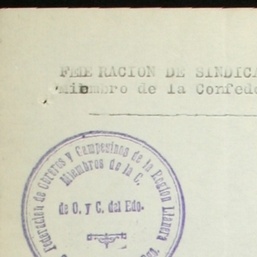 FEDERACION DE SINDICA
Miembro de la Confede
Federacion de Obreros y Campesinos de la Region Llanera
Miembros de la C.
de O. y C. del Edo.